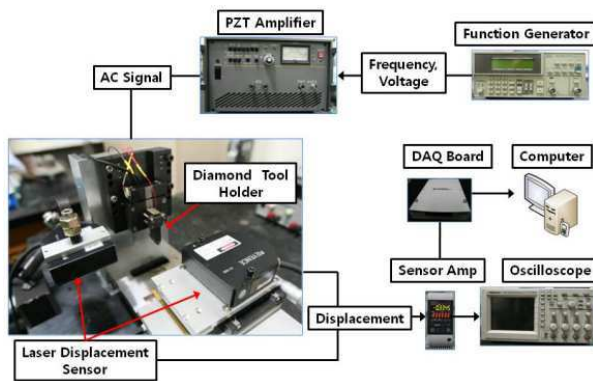 PZT Amplifier
Function Generator
AC Signal
Frequency,
Voltage
Diamond Tool
Holder
DAQ Board
Computer
Sensor Amp
Oscilloscope
Displacement
Laser Displacement
Sensor
KEYENCE